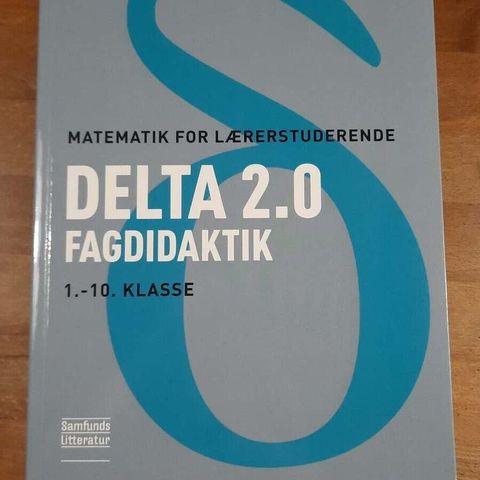 MATEMATIK FOR LÆRERSTUDERENDE
DELTA 2.0
FAGDIDAKTIK
1.-10. KLASSE
Samfunds
Litteratur